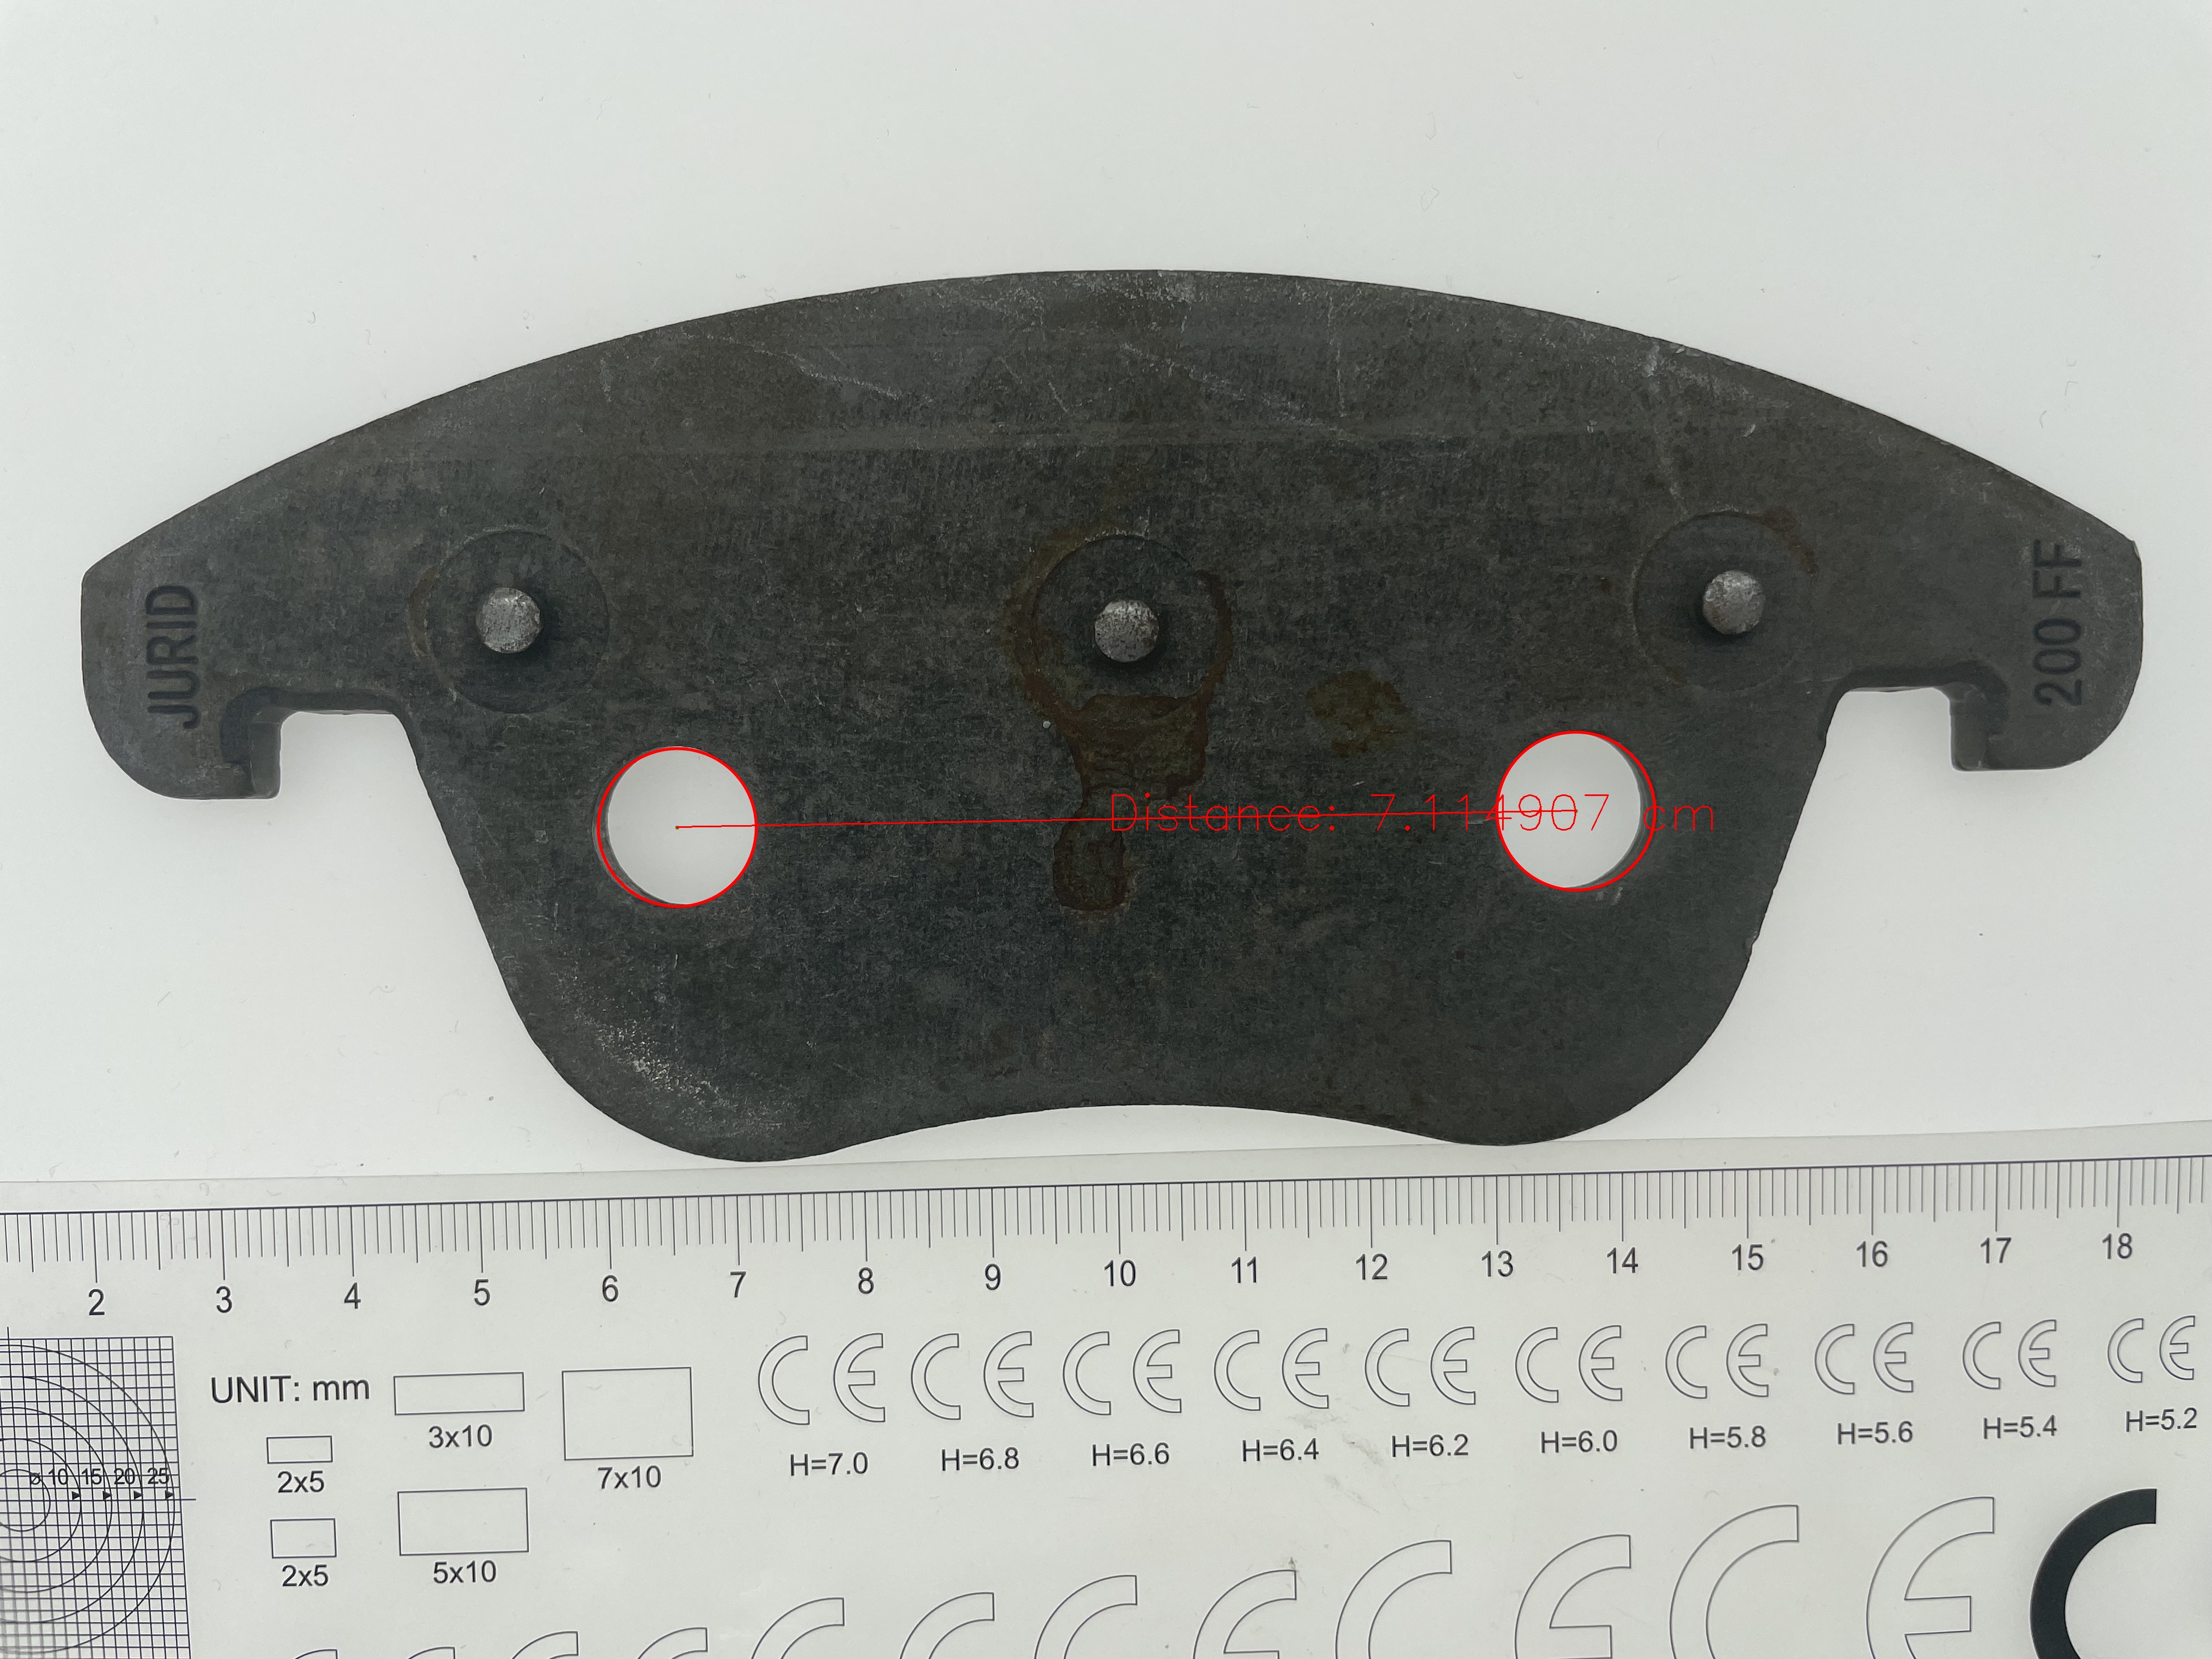 JURID
200 FF
Distance: 7.114907 cm
2 3 4 5 6 7 8 9 10 11 12 13 14 15 16 17 18
UNIT: mm
3x10
7x10
2x5
5x10
2x5
ø 10 15 20 25
CE CE CE CE CE CE CE CE CE CE
H=7.0 H=6.8 H=6.6 H=6.4 H=6.2 H=6.0 H=5.8 H=5.6 H=5.4 H=5.2